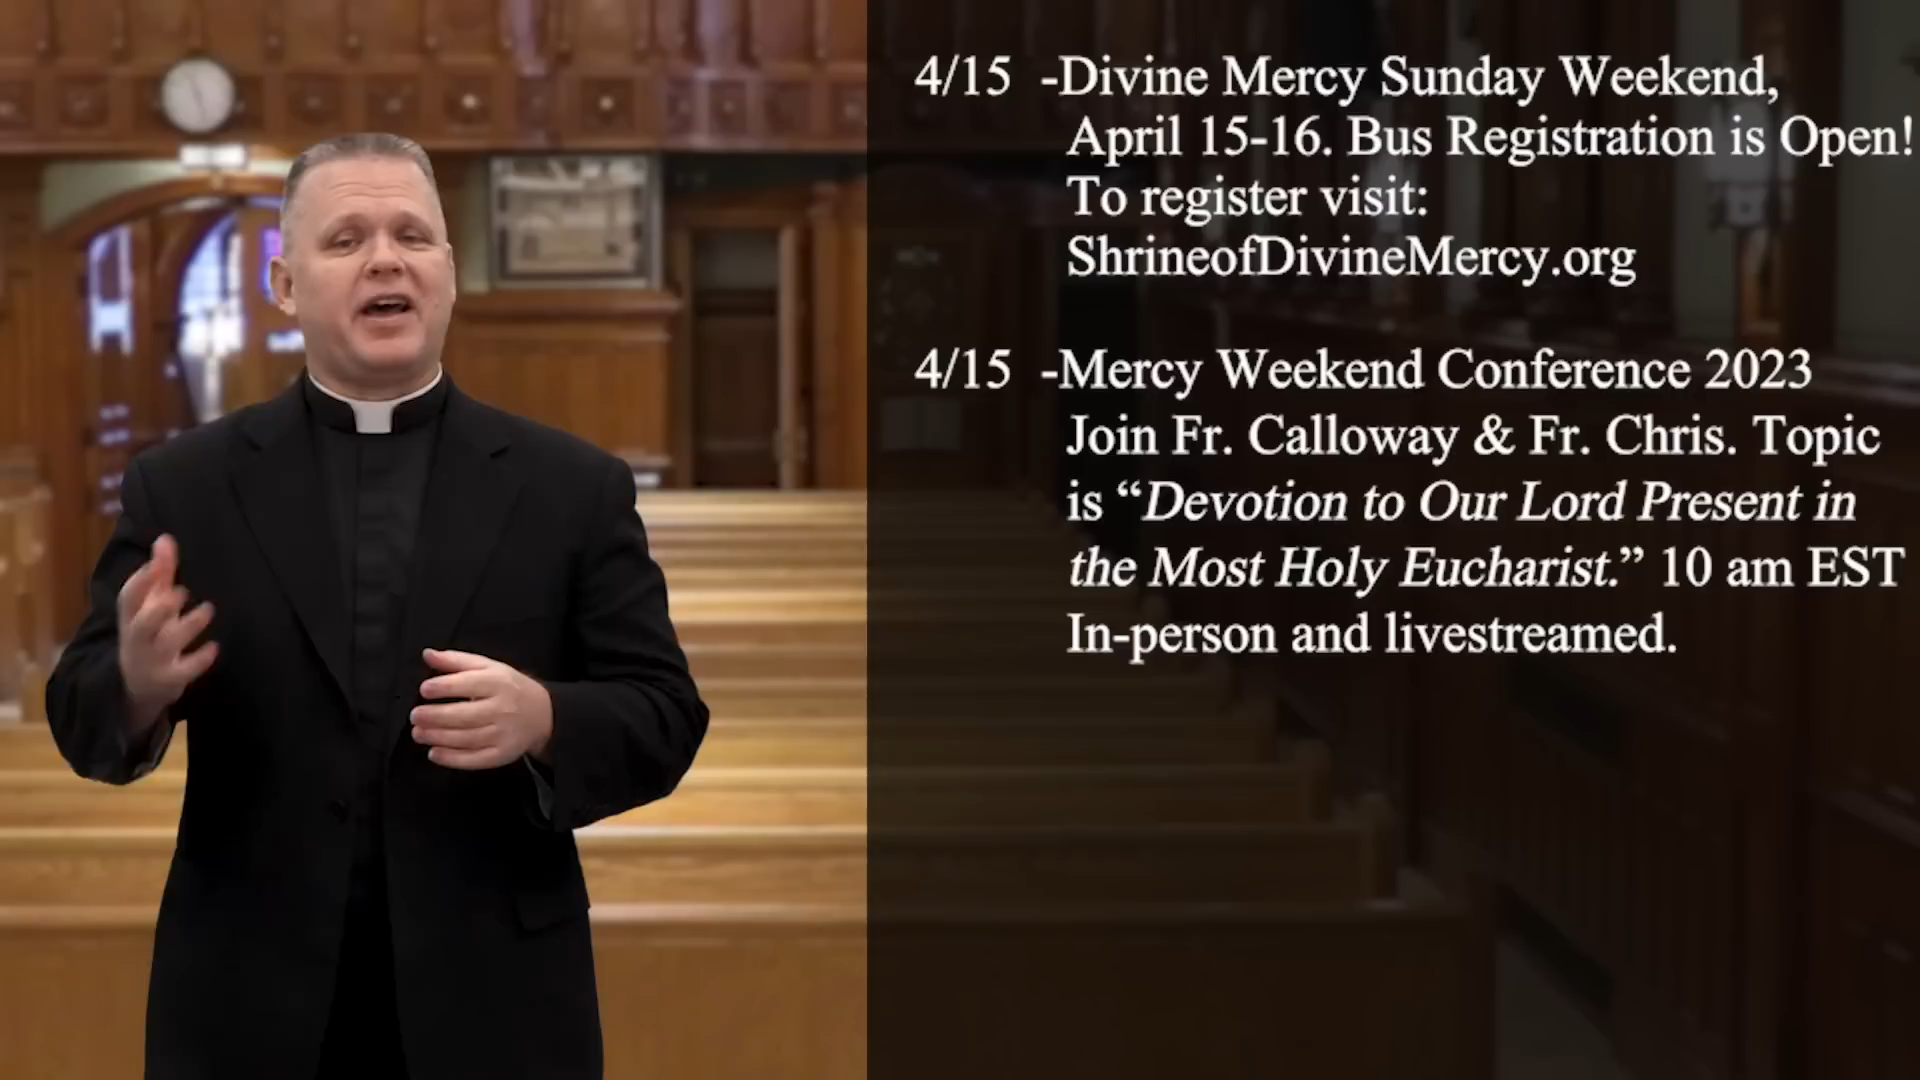 4/15 -Divine Mercy Sunday Weekend,
April 15-16. Bus Registration is Open!
To register visit:
ShrineofDivineMercy.org
4/15 -Mercy Weekend Conference 2023
Join Fr. Calloway & Fr. Chris. Topic
is “Devotion to Our Lord Present in
the Most Holy Eucharist.” 10 am EST
In-person and livestreamed.